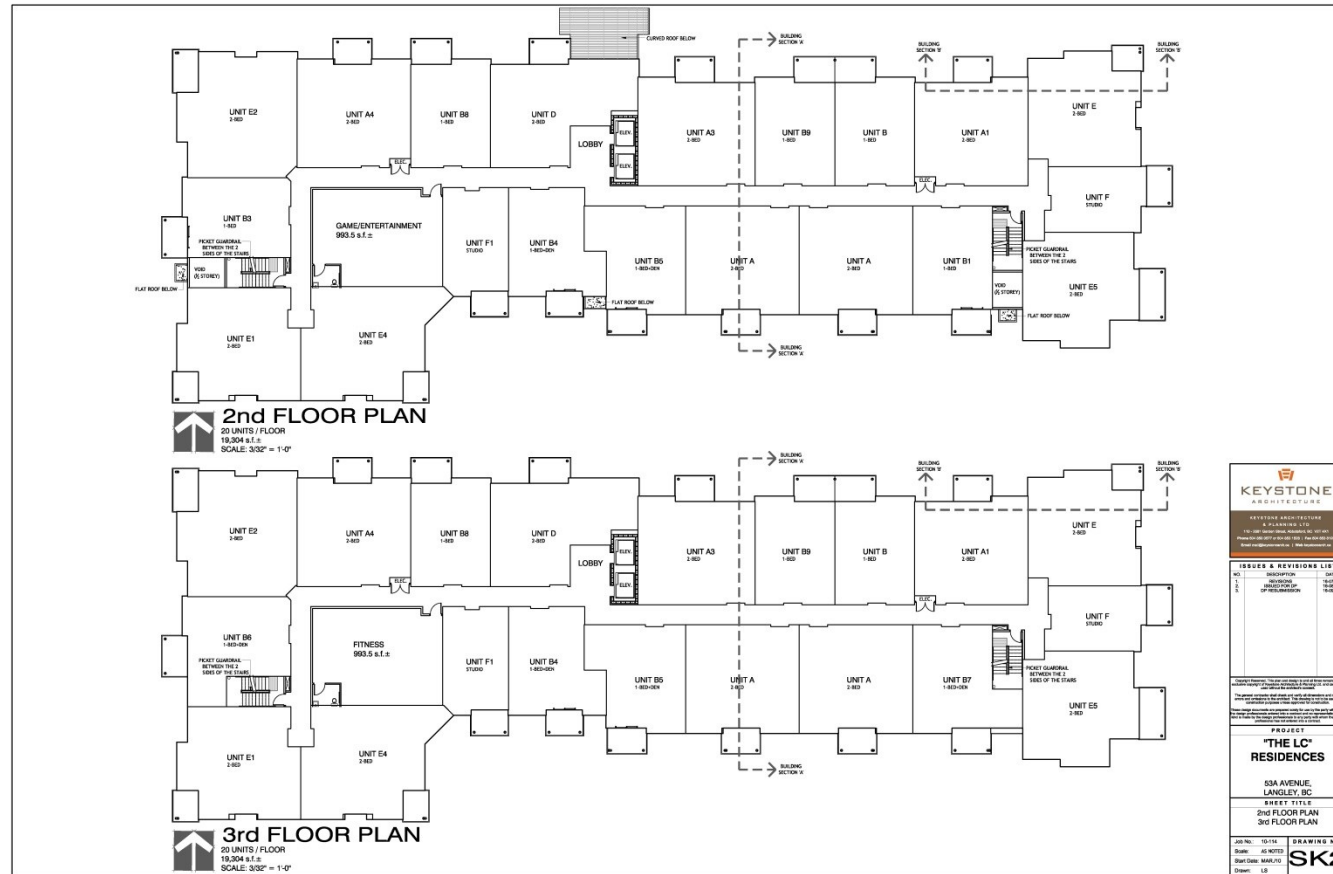 CURVED ROOF BELOW
BUILDING
SECTION 'A'
BUILDING
SECTION 'B'
BUILDING
SECTION 'B'
UNIT E2
2-BED
UNIT A4
2-BED
UNIT B8
1-BED
UNIT D
2-BED
LOBBY
ELEV.
ELEV.
UNIT A3
2-BED
UNIT B9
1-BED
UNIT B
1-BED
UNIT A1
2-BED
UNIT E
2-BED
ELEC.
ELEC.
UNIT F
STUDIO
UNIT B3
1-BED
PICKET GUARDRAIL
BETWEEN THE 2
SIDES OF THE STAIRS
VOID
FLAT ROOF BELOW
GAME/ENTERTAINMENT
993.5 s.f.±
UNIT F1
STUDIO
UNIT B4
1-BED+DEN
UNIT B5
1-BED+DEN
UNIT A
2-BED
UNIT A
2-BED
UNIT B1
1-BED
PICKET GUARDRAIL
BETWEEN THE 2
SIDES OF THE STAIRS
VOID
UNIT E5
2-BED
FLAT ROOF BELOW
FLAT ROOF BELOW
UNIT E1
2-BED
UNIT E4
2-BED
BUILDING
SECTION 'A'
2nd FLOOR PLAN
20 UNITS / FLOOR
19,304 s.f.±
SCALE: 3/32" = 1'-0"
BUILDING
SECTION 'A'
BUILDING
SECTION 'B'
BUILDING
SECTION 'B'
UNIT E2
2-BED
UNIT A4
2-BED
UNIT B8
1-BED
UNIT D
2-BED
LOBBY
ELEV.
ELEV.
UNIT A3
2-BED
UNIT B9
1-BED
UNIT B
1-BED
UNIT A1
2-BED
UNIT E
2-BED
ELEC.
ELEC.
UNIT F
STUDIO
UNIT B6
1-BED+DEN
PICKET GUARDRAIL
BETWEEN THE 2
SIDES OF THE STAIRS
FITNESS
993.5 s.f.±
UNIT F1
STUDIO
UNIT B4
1-BED+DEN
UNIT B5
1-BED+DEN
UNIT A
2-BED
UNIT A
2-BED
UNIT B7
1-BED+DEN
PICKET GUARDRAIL
BETWEEN THE 2
SIDES OF THE STAIRS
UNIT E5
2-BED
UNIT E1
2-BED
UNIT E4
2-BED
BUILDING
SECTION 'A'
3rd FLOOR PLAN
20 UNITS / FLOOR
19,304 s.f.±
SCALE: 3/32" = 1'-0"
KEYSTONE
ARCHITECTURE
KEYSTONE ARCHITECTURE
& PLANNING LTD
ISSUES & REVISIONS LIS
NO. DESCRIPTION
1. REVISIONS
2. ISSUED FOR DP
3. DP RESUBMISSION
PROJECT
"THE LC"
RESIDENCES
53A AVENUE,
LANGLEY, BC
SHEET TITLE
2nd FLOOR PLAN
3rd FLOOR PLAN
Job No.: 10-114 DRAWING N
Scale: AS NOTED
Start Date: MAR./10
Drawn: LS
SK2